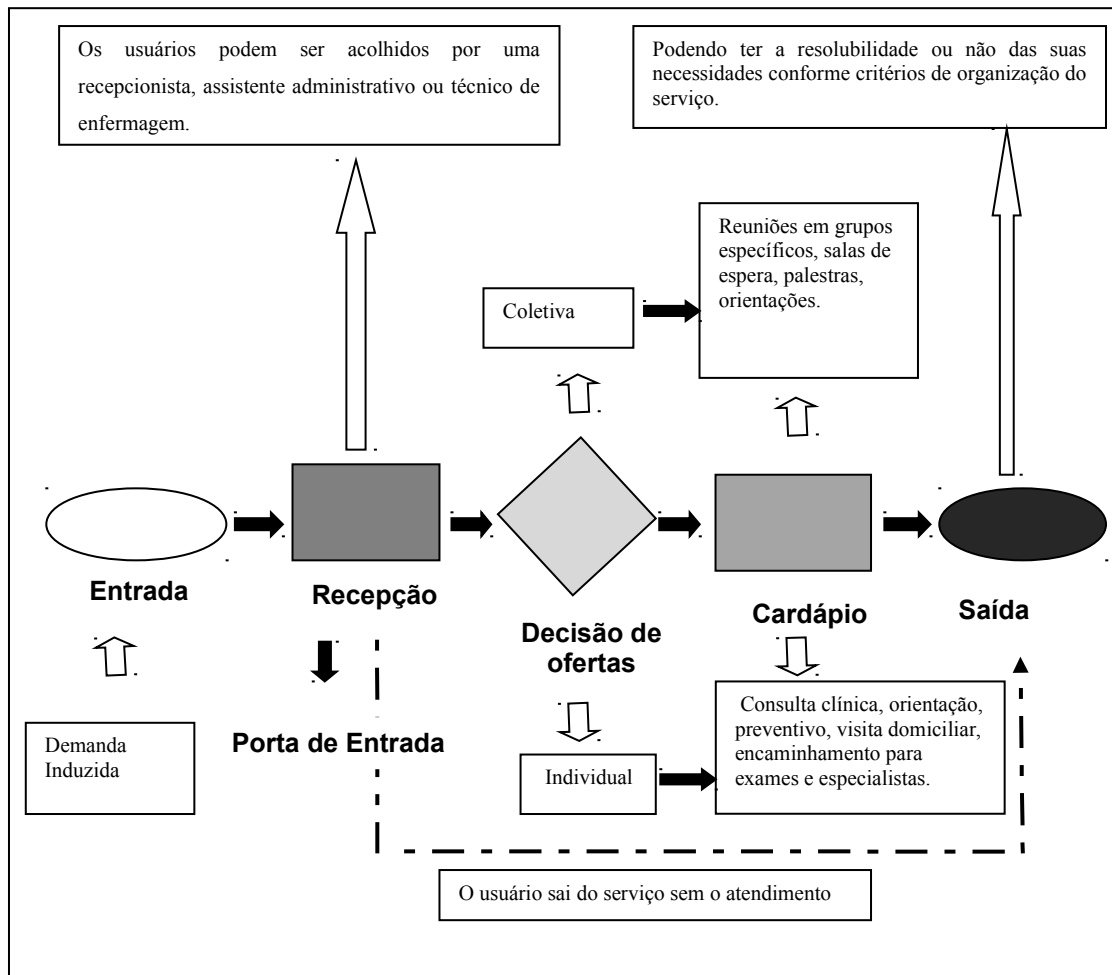 Os usuários podem ser acolhidos por uma
recepcionista, assistente administrativo ou técnico de
enfermagem.
Podendo ter a resolubilidade ou não das suas
necessidades conforme critérios de organização do
serviço.
Reuniões em grupos
específicos, salas de
espera, palestras,
orientações.
Coletiva
Entrada
Recepção
Decisão de
ofertas
Cardápio
Saída
Demanda
Induzida
Porta de Entrada
Individual
Consulta clínica, orientação,
preventivo, visita domiciliar,
encaminhamento para
exames e especialistas.
O usuário sai do serviço sem o atendimento